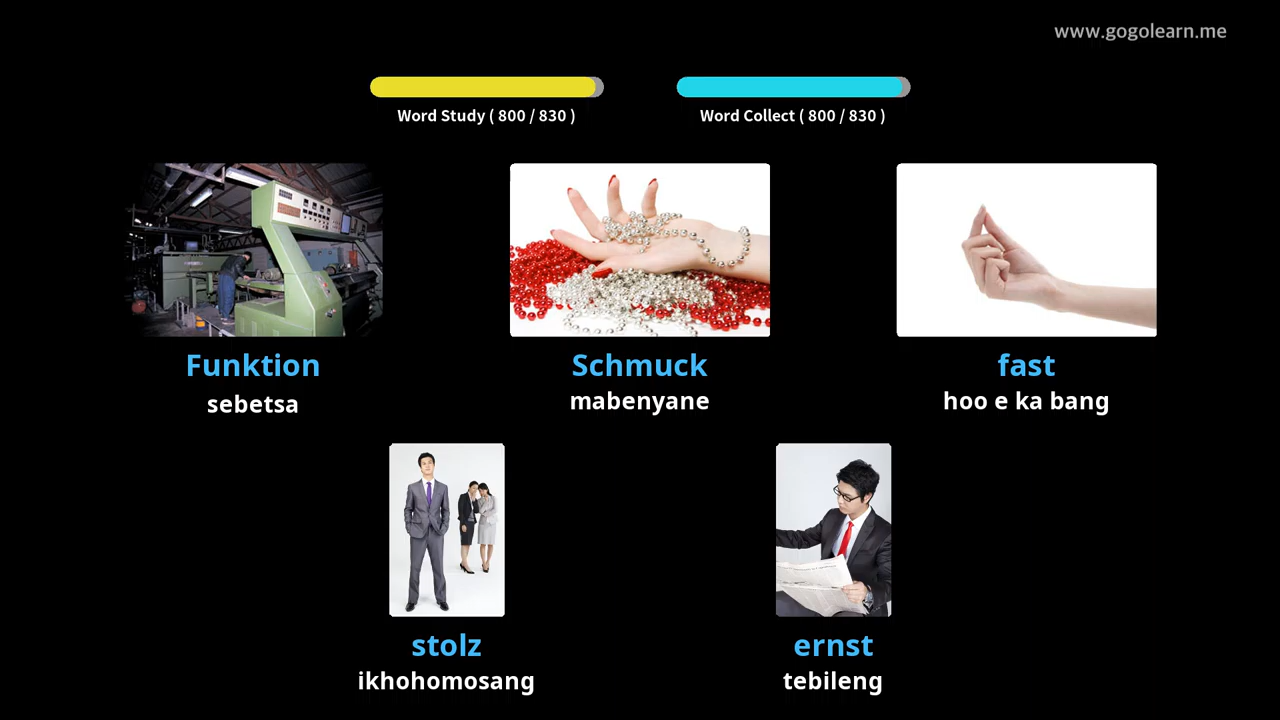 www.gogolearn.me
Word Study ( 800 / 830 )
Word Collect ( 800 / 830 )
Funktion
sebetsa
Schmuck
mabenyane
fast
hoo e ka bang
stolz
ikhohomosang
ernst
tebileng